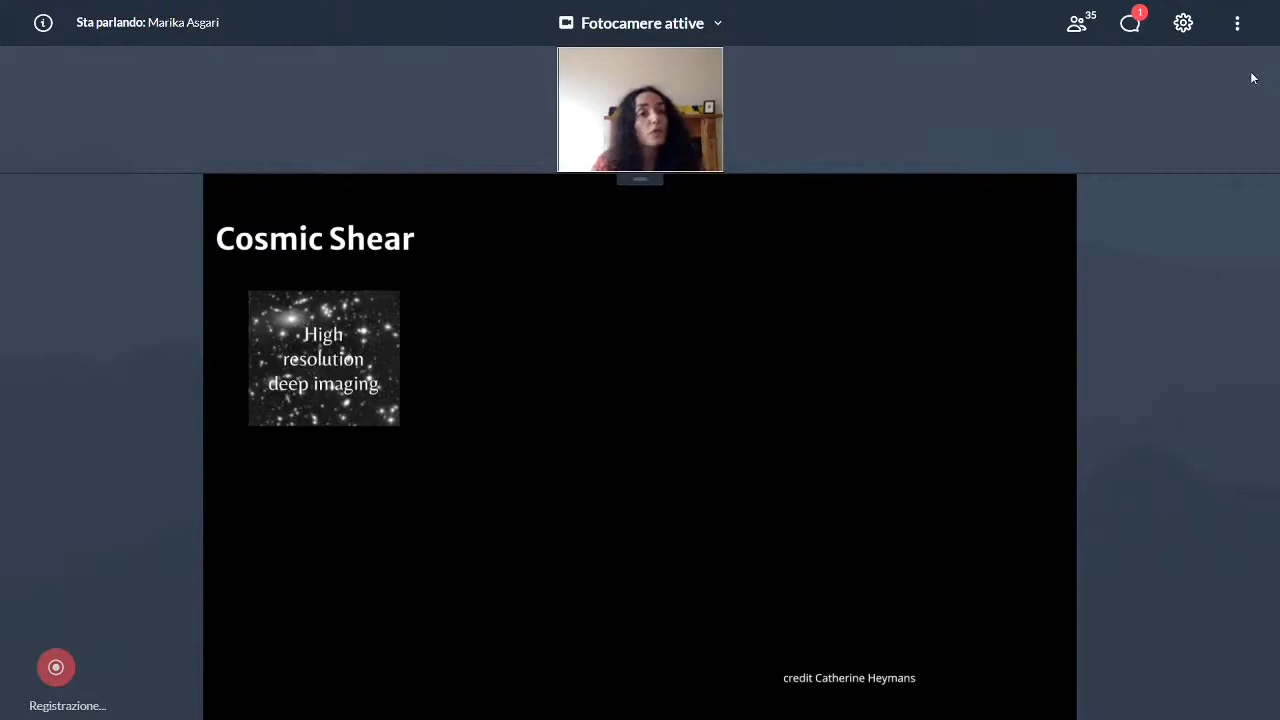 Sta parlando: Marika Asgari
Fotocamere attive
35
1
Cosmic Shear
High
resolution
deep imaging
credit Catherine Heymans
Registrazione...